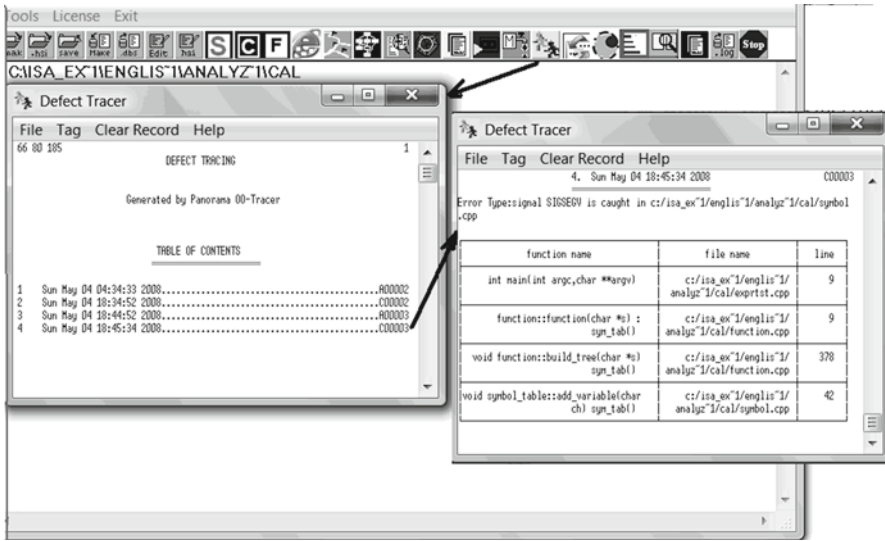 Tools License Exit
.hsi save Make .dbs Edit hsi S C F .log Stop
C:\ISA_EX~1\ENGLIS~1\ANALYZ~1\CAL
Defect Tracer
File Tag Clear Record Help
66 80 185 1
DEFECT TRACING
Generated by Panorama OO-Tracer
TABLE OF CONTENTS
1 Sun May 04 04:34:33 2008..................................................A00002
2 Sun May 04 18:34:52 2008..................................................C00002
3 Sun May 04 18:44:52 2008..................................................A00003
4 Sun May 04 18:45:34 2008..................................................C00003
Defect Tracer
File Tag Clear Record Help
4. Sun May 04 18:45:34 2008 C00003
Error Type:signal SIGSEGV is caught in c:/isa_ex~1/englis~1/analyz~1/cal/symbol
.cpp
function name file name line
int main(int argc,char **argv) c:/isa_ex~1/englis~1/ 9
analyz~1/cal/exprtst.cpp
function::function(char *s) : c:/isa_ex~1/englis~1/ 9
sym_tab() analyz~1/cal/function.cpp
void function::build_tree(char *s) c:/isa_ex~1/englis~1/ 378
sym_tab() analyz~1/cal/function.cpp
void symbol_table::add_variable(char c:/isa_ex~1/englis~1/ 42
ch) sym_tab() analyz~1/cal/symbol.cpp